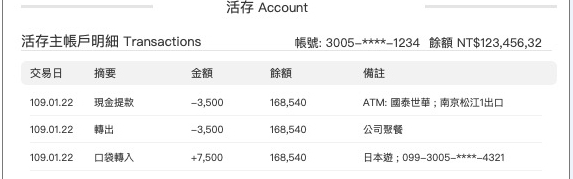 活存 Account
活存主帳戶明細 Transactions 帳號: 3005-****-1234 餘額 NT$123,456,32
交易日 摘要 金額 餘額 備註
109.01.22 現金提款 −3,500 168,540 ATM: 國泰世華；南京松江1出口
109.01.22 轉出 −3,500 168,540 公司聚餐
109.01.22 口袋轉入 +7,500 168,540 日本遊；099-3005-****-4321